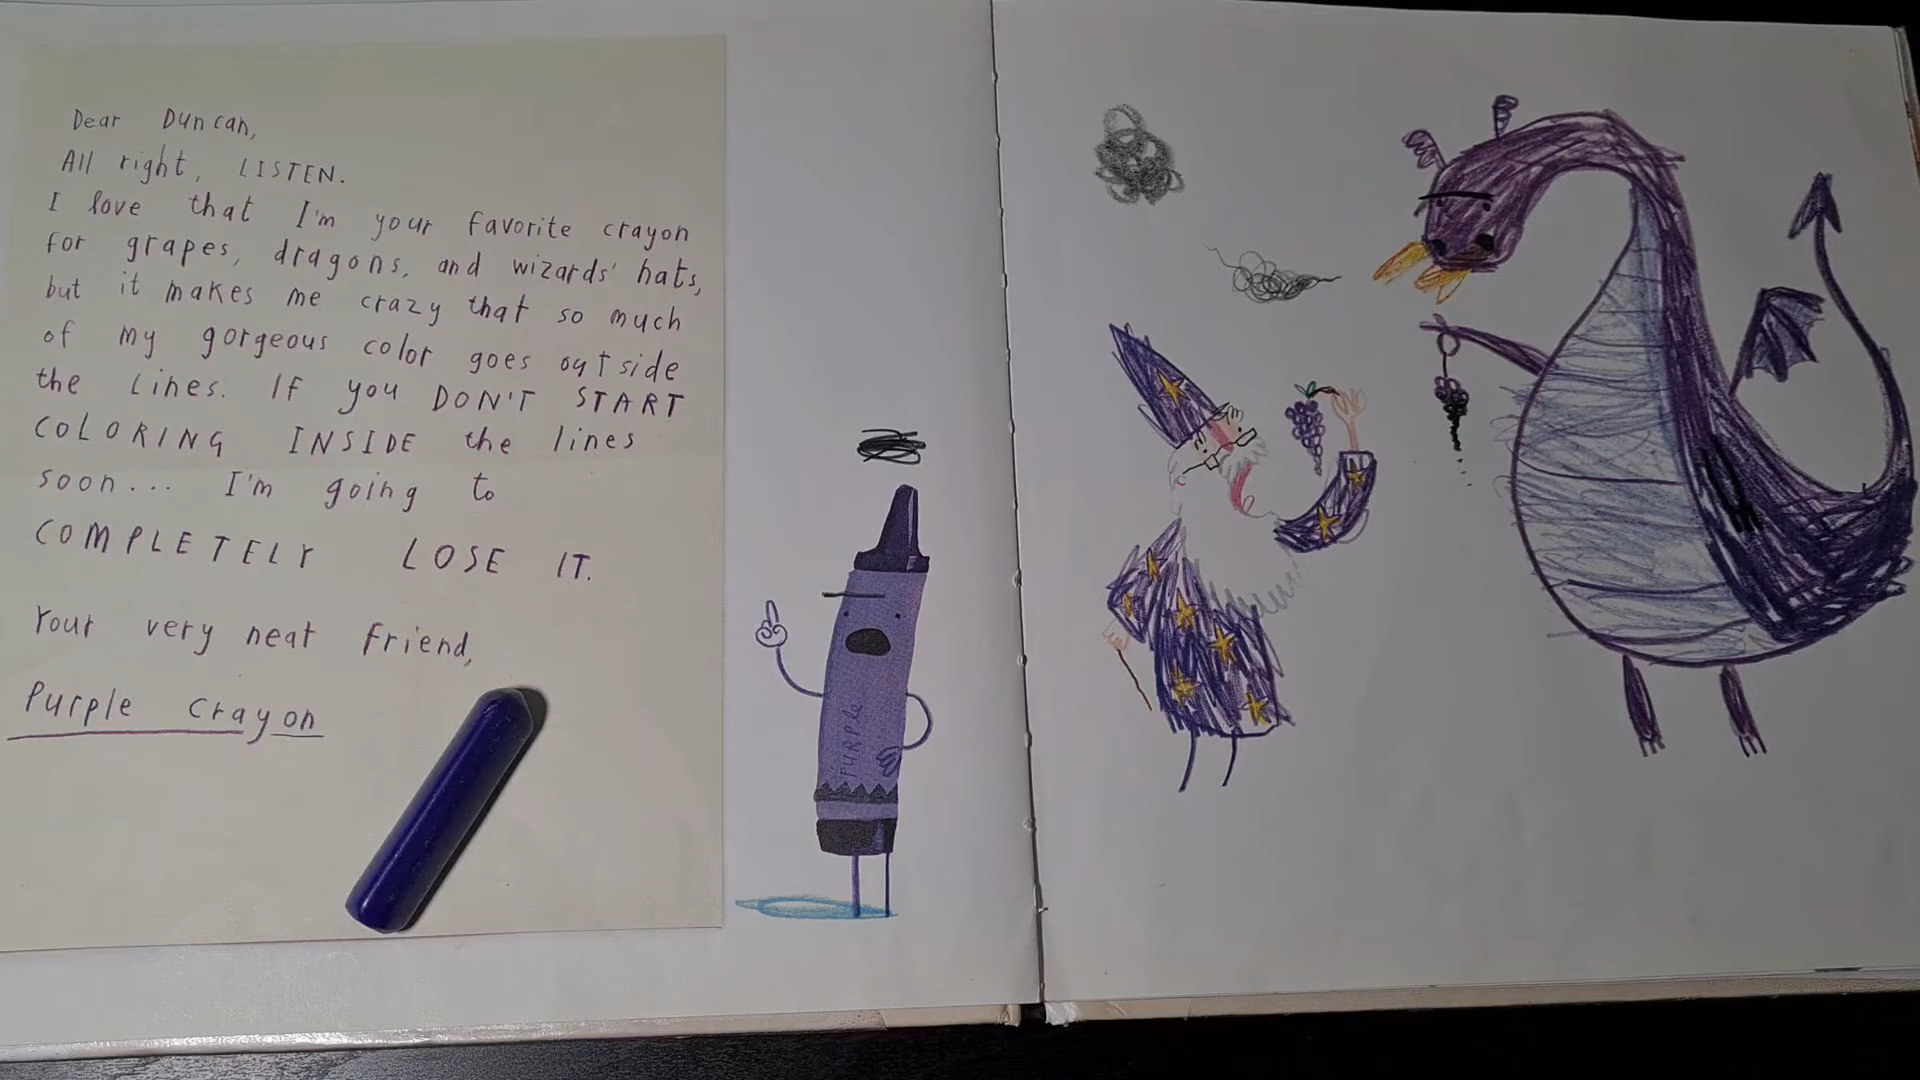 Dear Duncan,
All right, LISTEN.
I love that I'm your favorite crayon
for grapes, dragons, and wizards' hats,
but it makes me crazy that so much
of my gorgeous color goes outside
the lines. If you DON'T START
COLORING INSIDE the lines
soon... I'm going to
COMPLETELY LOSE IT.
Your very neat friend,
Purple Crayon
PURPLE